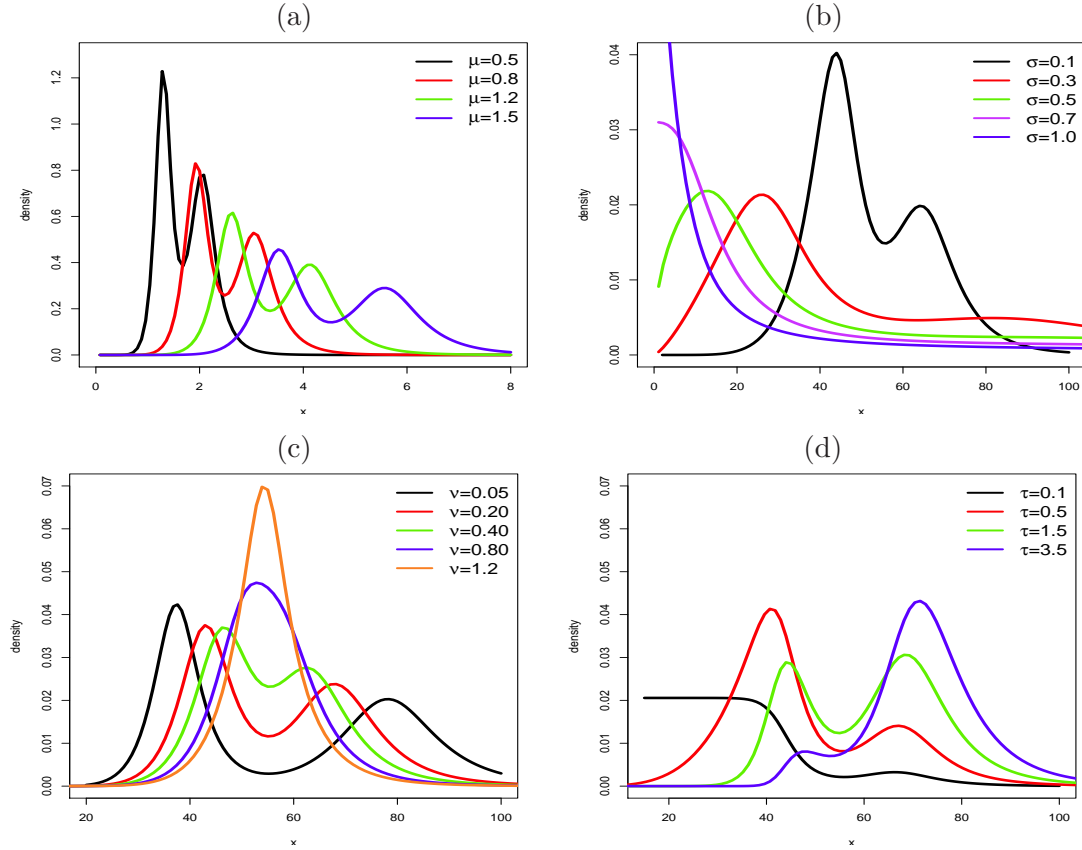 (a)
μ=0.5
μ=0.8
μ=1.2
μ=1.5
density
0.0 0.2 0.4 0.6 0.8 1.0 1.2
0 2 4 6 8
x
(b)
σ=0.1
σ=0.3
σ=0.5
σ=0.7
σ=1.0
density
0.00 0.01 0.02 0.03 0.04
0 20 40 60 80 100
x
(c)
ν=0.05
ν=0.20
ν=0.40
ν=0.80
ν=1.2
density
0.00 0.01 0.02 0.03 0.04 0.05 0.06 0.07
20 40 60 80 100
x
(d)
τ=0.1
τ=0.5
τ=1.5
τ=3.5
density
0.00 0.01 0.02 0.03 0.04 0.05 0.06 0.07
20 40 60 80 100
x